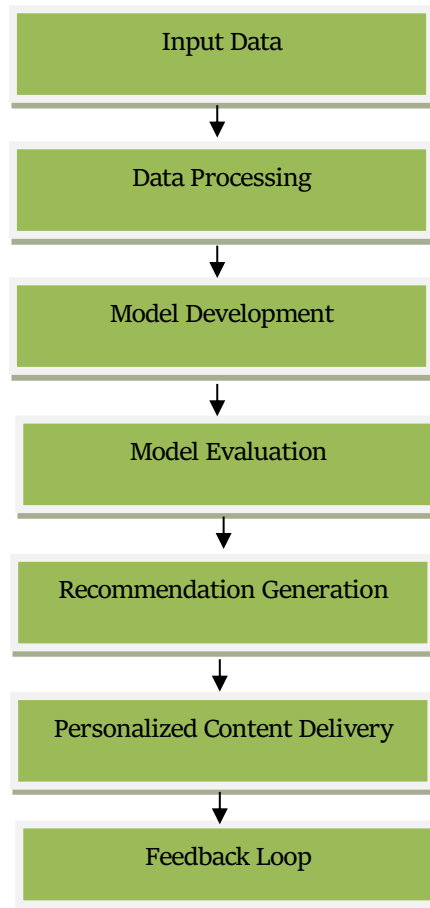 Input Data
Data Processing
Model Development
Model Evaluation
Recommendation Generation
Personalized Content Delivery
Feedback Loop